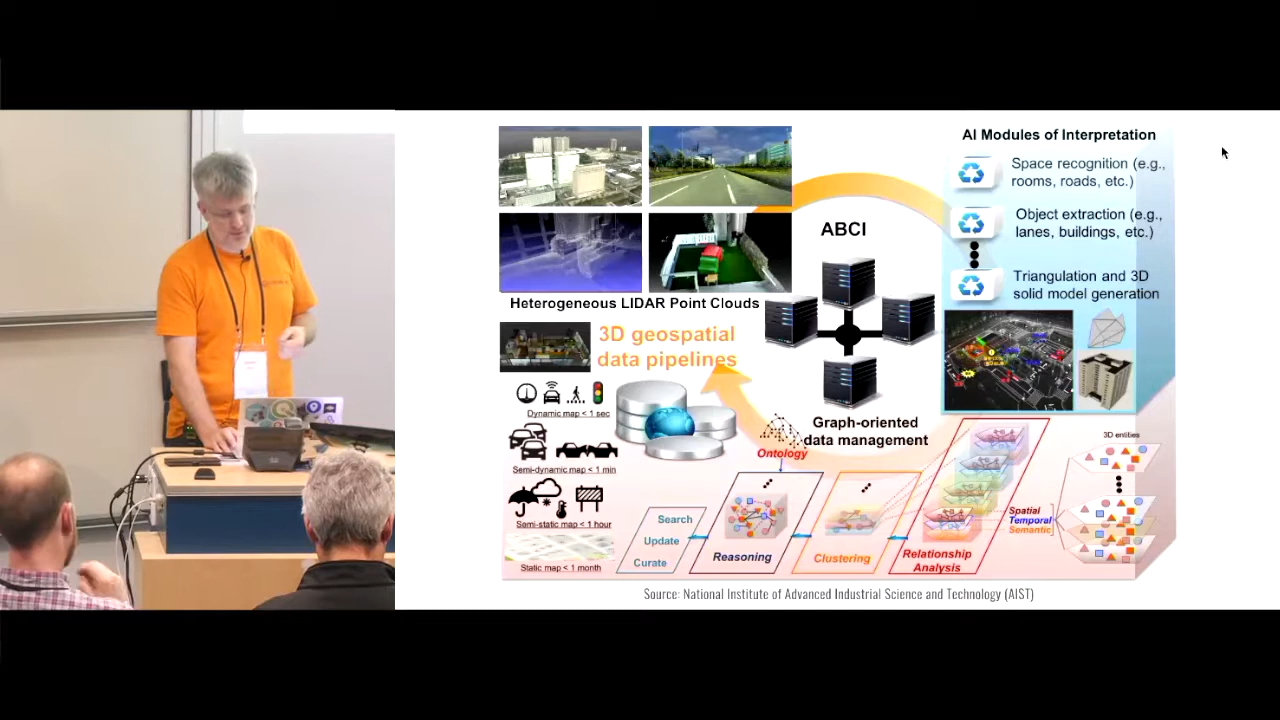 AI Modules of Interpretation
Space recognition (e.g.,
rooms, roads, etc.)
Object extraction (e.g.,
lanes, buildings, etc.)
Triangulation and 3D
solid model generation
ABCI
Heterogeneous LIDAR Point Clouds
3D geospatial
data pipelines
Dynamic map < 1 sec
Semi-dynamic map < 1 min
Semi-static map < 1 hour
Static map < 1 month
Graph-oriented
data management
Ontology
Search
Update
Curate
Reasoning
Clustering
Relationship
Analysis
Spatial
Temporal
Semantic
3D entities
Source: National Institute of Advanced Industrial Science and Technology (AIST)